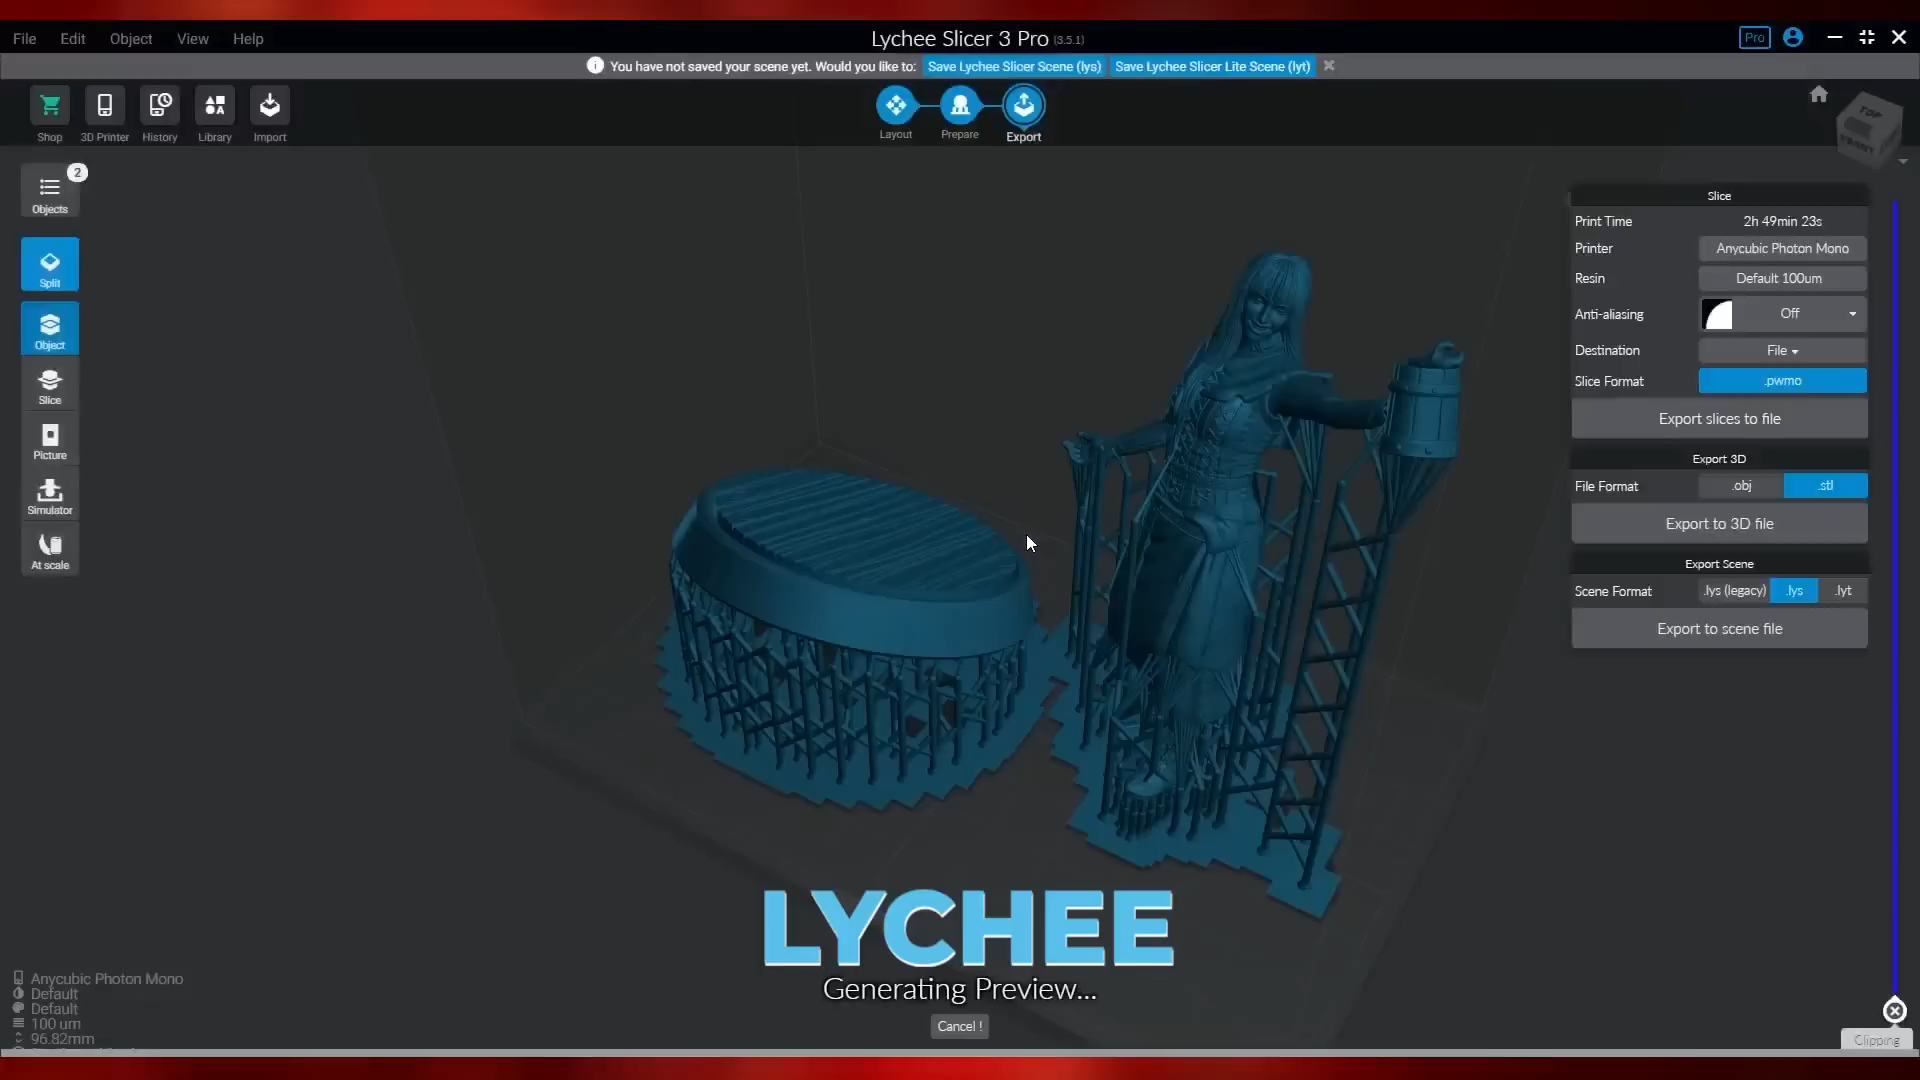 File Edit Object View Help
Lychee Slicer 3 Pro (3.5.1)
Pro
You have not saved your scene yet. Would you like to: Save Lychee Slicer Scene (lys) Save Lychee Slicer Lite Scene (lyt)
Shop 3D Printer History Library Import
Layout Prepare Export
TOP
FRONT
2
Objects
Split
Object
Slice
Picture
Simulator
At scale
Slice
Print Time 2h 49min 23s
Printer Anycubic Photon Mono
Resin Default 100um
Anti-aliasing Off
Destination File
Slice Format .pwmo
Export slices to file
Export 3D
File Format .obj .stl
Export to 3D file
Export Scene
Scene Format .lys (legacy) .lys .lyt
Export to scene file
LYCHEE
Generating Preview...
Cancel !
Anycubic Photon Mono
Default
Default
100 um
96.82mm
Clipping